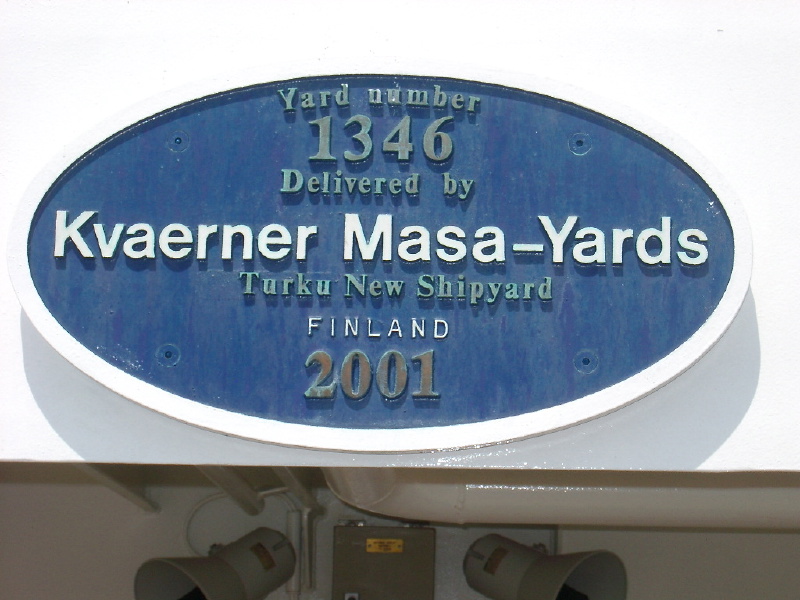 Yard number
1346
Delivered by
Kvaerner Masa-Yards
Turku New Shipyard
FINLAND
2001